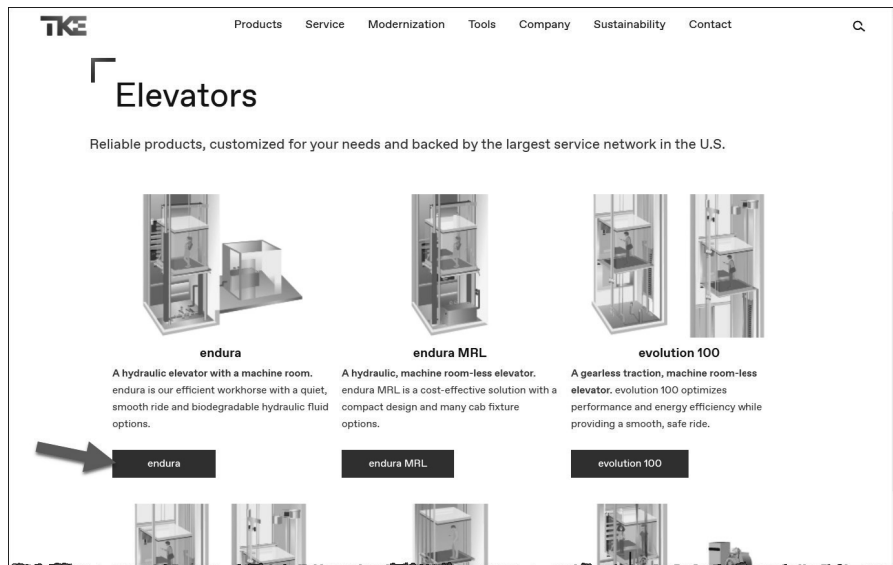 TKE
Products Service Modernization Tools Company Sustainability Contact
Elevators
Reliable products, customized for your needs and backed by the largest service network in the U.S.
endura
A hydraulic elevator with a machine room.
endura is our efficient workhorse with a quiet,
smooth ride and biodegradable hydraulic fluid
options.
endura
endura MRL
A hydraulic, machine room-less elevator.
endura MRL is a cost-effective solution with a
compact design and many cab fixture
options.
endura MRL
evolution 100
A gearless traction, machine room-less
elevator. evolution 100 optimizes
performance and energy efficiency while
providing a smooth, safe ride.
evolution 100